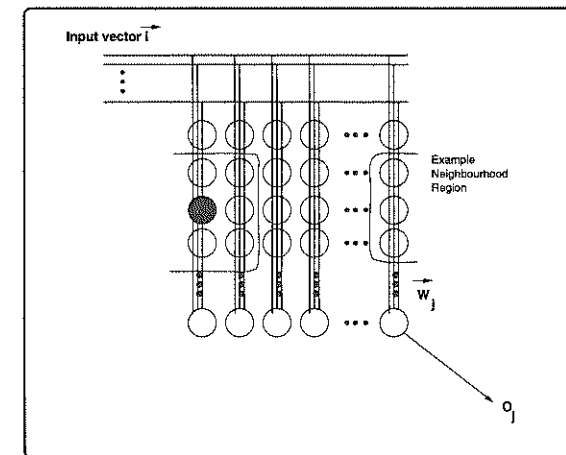 Input vector i
Example
Neighbourhood
Region
W j
O j